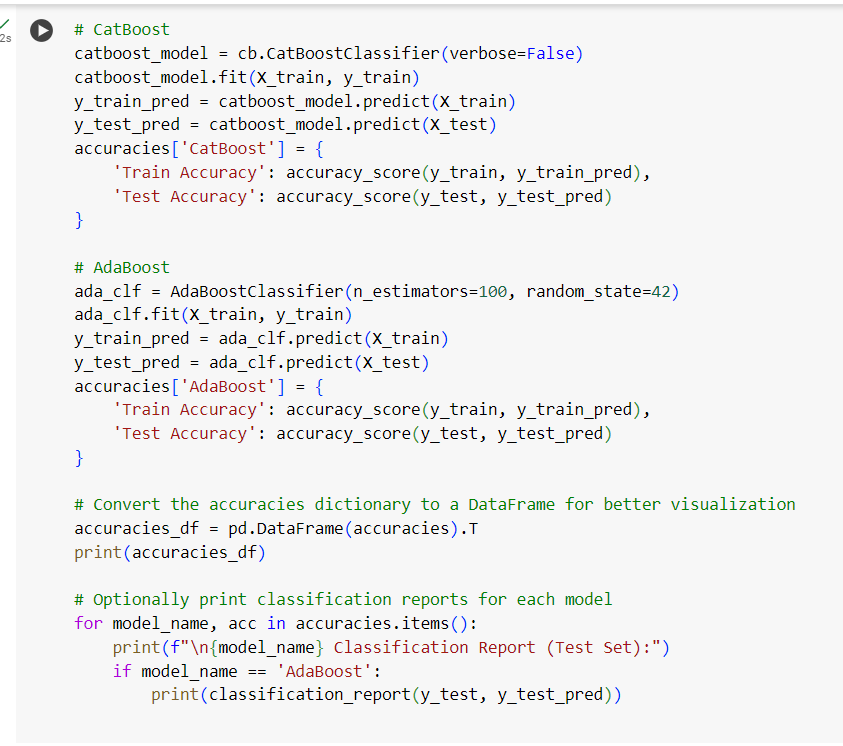 2s
# CatBoost
catboost_model = cb.CatBoostClassifier(verbose=False)
catboost_model.fit(X_train, y_train)
y_train_pred = catboost_model.predict(X_train)
y_test_pred = catboost_model.predict(X_test)
accuracies['CatBoost'] = {
    'Train Accuracy': accuracy_score(y_train, y_train_pred),
    'Test Accuracy': accuracy_score(y_test, y_test_pred)
}

# AdaBoost
ada_clf = AdaBoostClassifier(n_estimators=100, random_state=42)
ada_clf.fit(X_train, y_train)
y_train_pred = ada_clf.predict(X_train)
y_test_pred = ada_clf.predict(X_test)
accuracies['AdaBoost'] = {
    'Train Accuracy': accuracy_score(y_train, y_train_pred),
    'Test Accuracy': accuracy_score(y_test, y_test_pred)
}

# Convert the accuracies dictionary to a DataFrame for better visualization
accuracies_df = pd.DataFrame(accuracies).T
print(accuracies_df)

# Optionally print classification reports for each model
for model_name, acc in accuracies.items():
    print(f"\n{model_name} Classification Report (Test Set):")
    if model_name == 'AdaBoost':
        print(classification_report(y_test, y_test_pred))